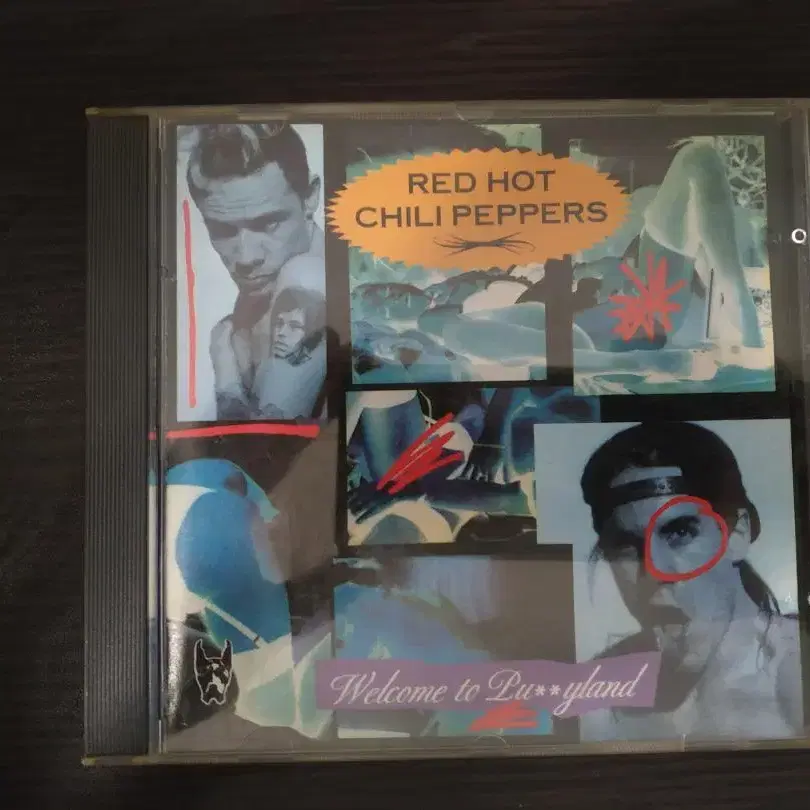 RED HOT
CHILI PEPPERS
Welcome to Pu**yland